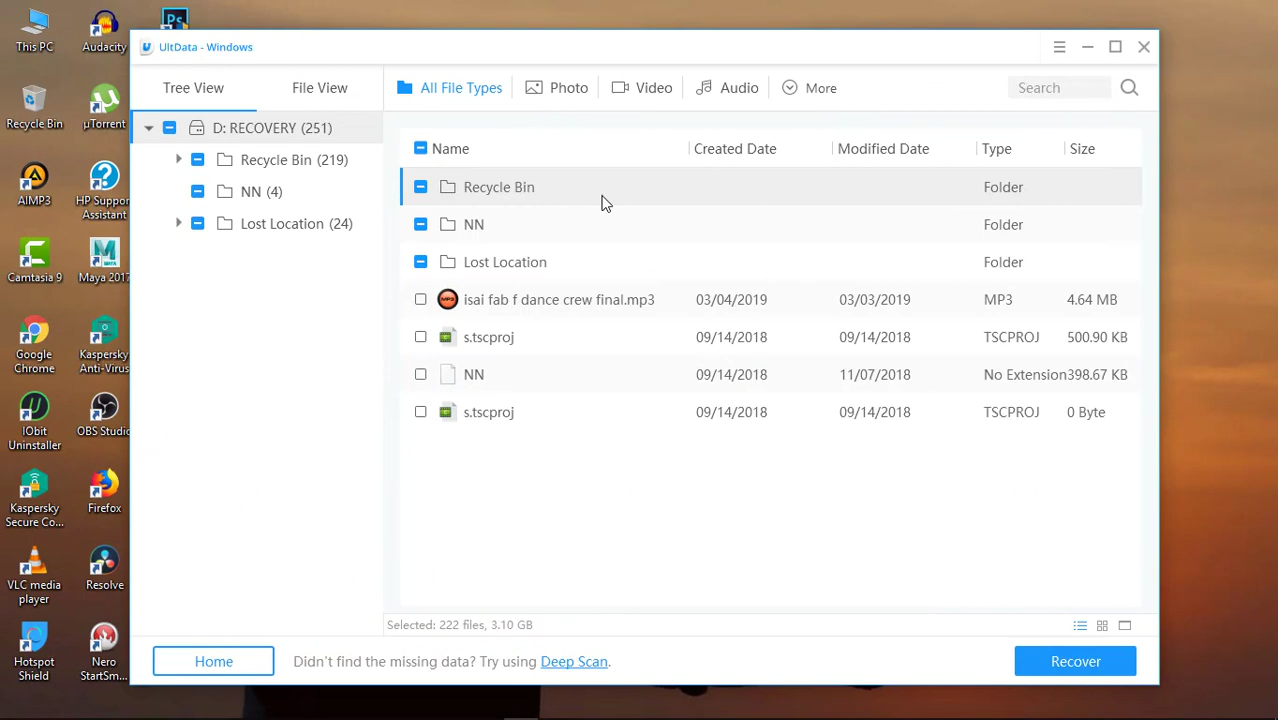 This PC
Audacity
Ps
Recycle Bin
µTorrent
AIMP3
HP Support Assistant
Camtasia 9
Maya 2017
Google Chrome
Kaspersky Anti-Virus
IObit Uninstaller
OBS Studio
Kaspersky Secure Co...
Firefox
VLC media player
Resolve
Hotspot Shield
Nero StartSm...
UltData - Windows
Tree View File View
All File Types Photo Video Audio More Search
D: RECOVERY (251)
Recycle Bin (219)
NN (4)
Lost Location (24)
Name Created Date Modified Date Type Size
Recycle Bin Folder
NN Folder
Lost Location Folder
isai fab f dance crew final.mp3 03/04/2019 03/03/2019 MP3 4.64 MB
s.tscproj 09/14/2018 09/14/2018 TSCPROJ 500.90 KB
NN 09/14/2018 11/07/2018 No Extension 398.67 KB
s.tscproj 09/14/2018 09/14/2018 TSCPROJ 0 Byte
Selected: 222 files, 3.10 GB
Home Didn't find the missing data? Try using Deep Scan. Recover